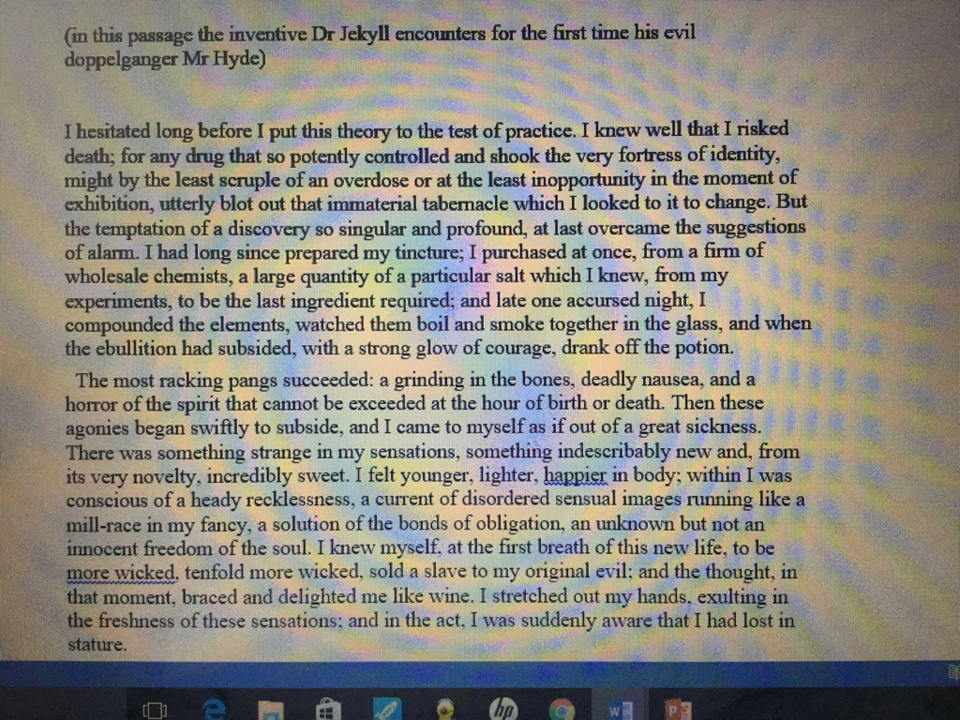 (in this passage the inventive Dr Jekyll encounters for the first time his evil
doppelganger Mr Hyde)
I hesitated long before I put this theory to the test of practice. I knew well that I risked
death; for any drug that so potently controlled and shook the very fortress of identity,
might by the least scruple of an overdose or at the least inopportunity in the moment of
exhibition, utterly blot out that immaterial tabernacle which I looked to it to change. But
the temptation of a discovery so singular and profound, at last overcame the suggestions
of alarm. I had long since prepared my tincture; I purchased at once, from a firm of
wholesale chemists, a large quantity of a particular salt which I knew, from my
experiments, to be the last ingredient required; and late one accursed night, I
compounded the elements, watched them boil and smoke together in the glass, and when
the ebullition had subsided, with a strong glow of courage, drank off the potion.
The most racking pangs succeeded: a grinding in the bones, deadly nausea, and a
horror of the spirit that cannot be exceeded at the hour of birth or death. Then these
agonies began swiftly to subside, and I came to myself as if out of a great sickness.
There was something strange in my sensations, something indescribably new and, from
its very novelty, incredibly sweet. I felt younger, lighter, happier in body; within I was
conscious of a heady recklessness, a current of disordered sensual images running like a
mill-race in my fancy, a solution of the bonds of obligation, an unknown but not an
innocent freedom of the soul. I knew myself, at the first breath of this new life, to be
more wicked, tenfold more wicked, sold a slave to my original evil; and the thought, in
that moment, braced and delighted me like wine. I stretched out my hands, exulting in
the freshness of these sensations; and in the act, I was suddenly aware that I had lost in
stature.
hp
W
P